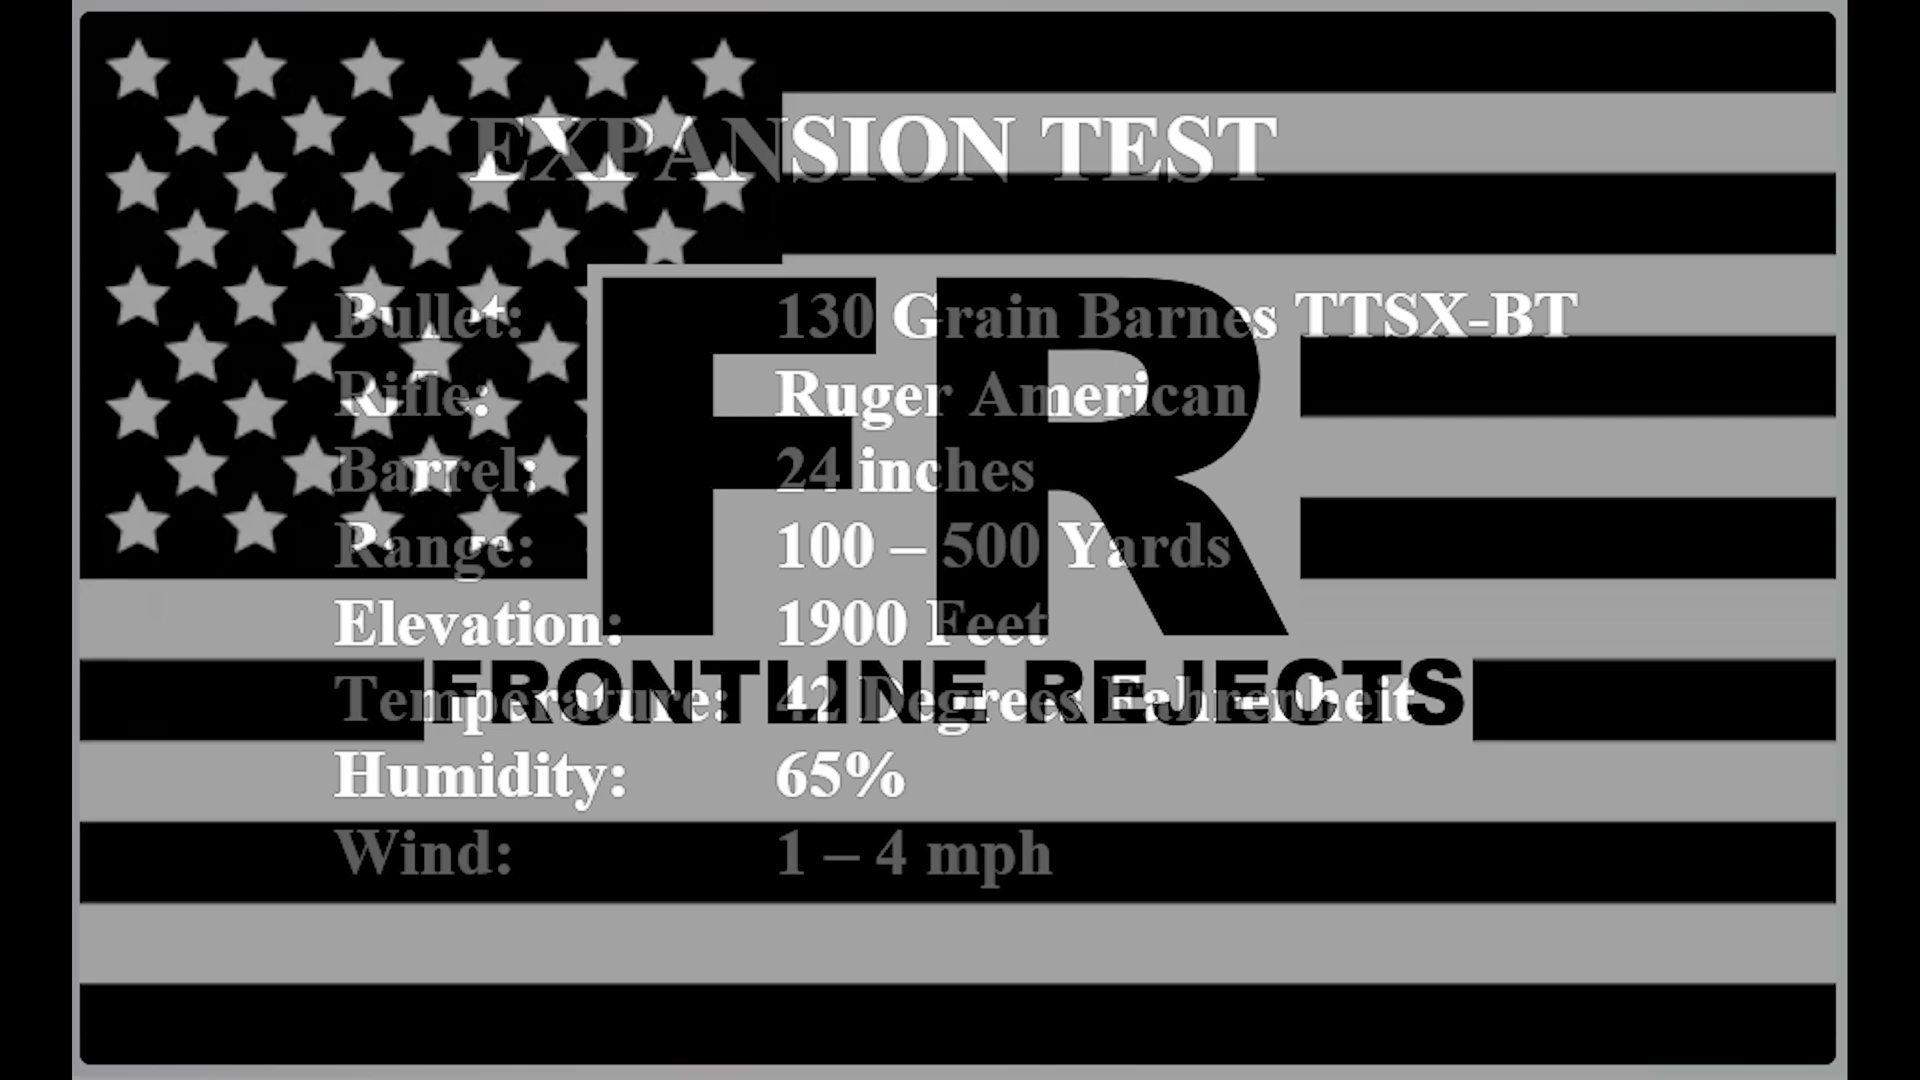 EXPANSION TEST
FR
Bullet: 130 Grain Barnes TTSX-BT
Rifle: Ruger American
Barrel: 24 inches
Range: 100 – 500 Yards
Elevation: 1900 Feet
FRONTLINE REJECTS
Temperature: 42 Degrees Fahrenheit
Humidity: 65%
Wind: 1 – 4 mph